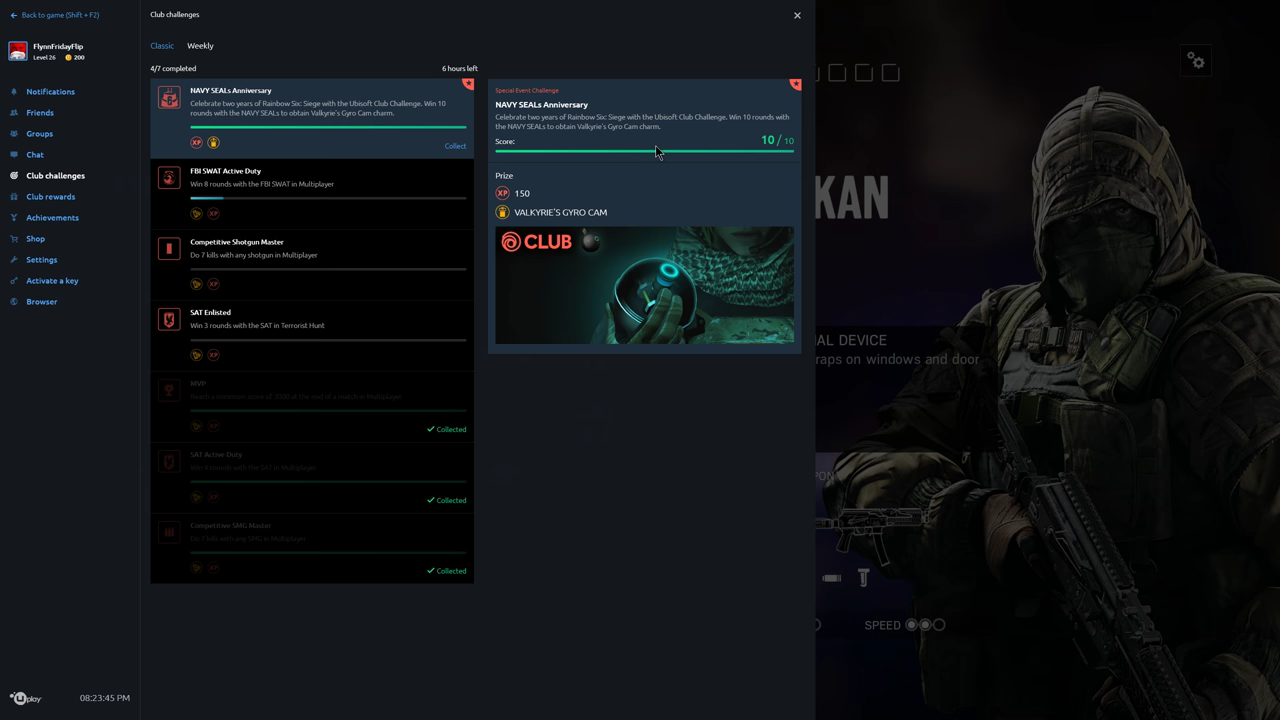 Back to game (Shift + F2)
FlynnFridayFlip
Level 26 200
Notifications
Friends
Groups
Chat
Club challenges
Club rewards
Achievements
Shop
Settings
Activate a key
Browser
Uplay
08:23:45 PM
Club challenges
Classic Weekly
4/7 completed 6 hours left
NAVY SEALs Anniversary
Celebrate two years of Rainbow Six: Siege with the Ubisoft Club Challenge. Win 10
rounds with the NAVY SEALs to obtain Valkyrie's Gyro Cam charm.
XP
Collect
FBI SWAT Active Duty
Win 8 rounds with the FBI SWAT in Multiplayer
XP
Competitive Shotgun Master
Do 7 kills with any shotgun in Multiplayer
XP
SAT Enlisted
Win 3 rounds with the SAT in Terrorist Hunt
XP
MVP
Reach a minimum score of 3000 at the end of a match in Multiplayer
XP
Collected
SAT Active Duty
Win 8 rounds with the SAT in Multiplayer
XP
Collected
Competitive SMG Master
Do 7 kills with any SMG in Multiplayer
XP
Collected
Special Event Challenge
NAVY SEALs Anniversary
Celebrate two years of Rainbow Six: Siege with the Ubisoft Club Challenge. Win 10 rounds with
the NAVY SEALs to obtain Valkyrie's Gyro Cam charm.
Score: 10 / 10
Prize
XP 150
VALKYRIE'S GYRO CAM
CLUB
KAN
AL DEVICE
raps on windows and door
PON
SPEED